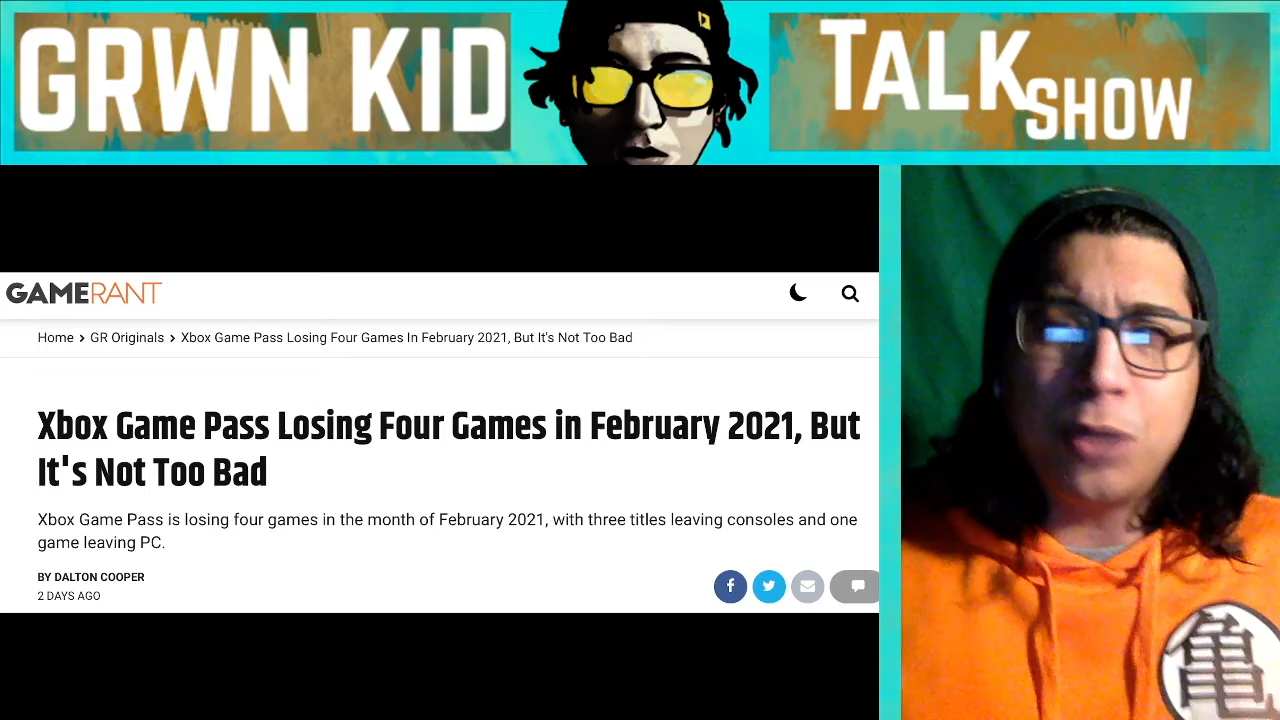 GRWN KID
TALK SHOW
GAMERANT
Home > GR Originals > Xbox Game Pass Losing Four Games In February 2021, But It's Not Too Bad
Xbox Game Pass Losing Four Games in February 2021, But
It's Not Too Bad
Xbox Game Pass is losing four games in the month of February 2021, with three titles leaving consoles and one
game leaving PC.
BY DALTON COOPER
2 DAYS AGO
f
亀